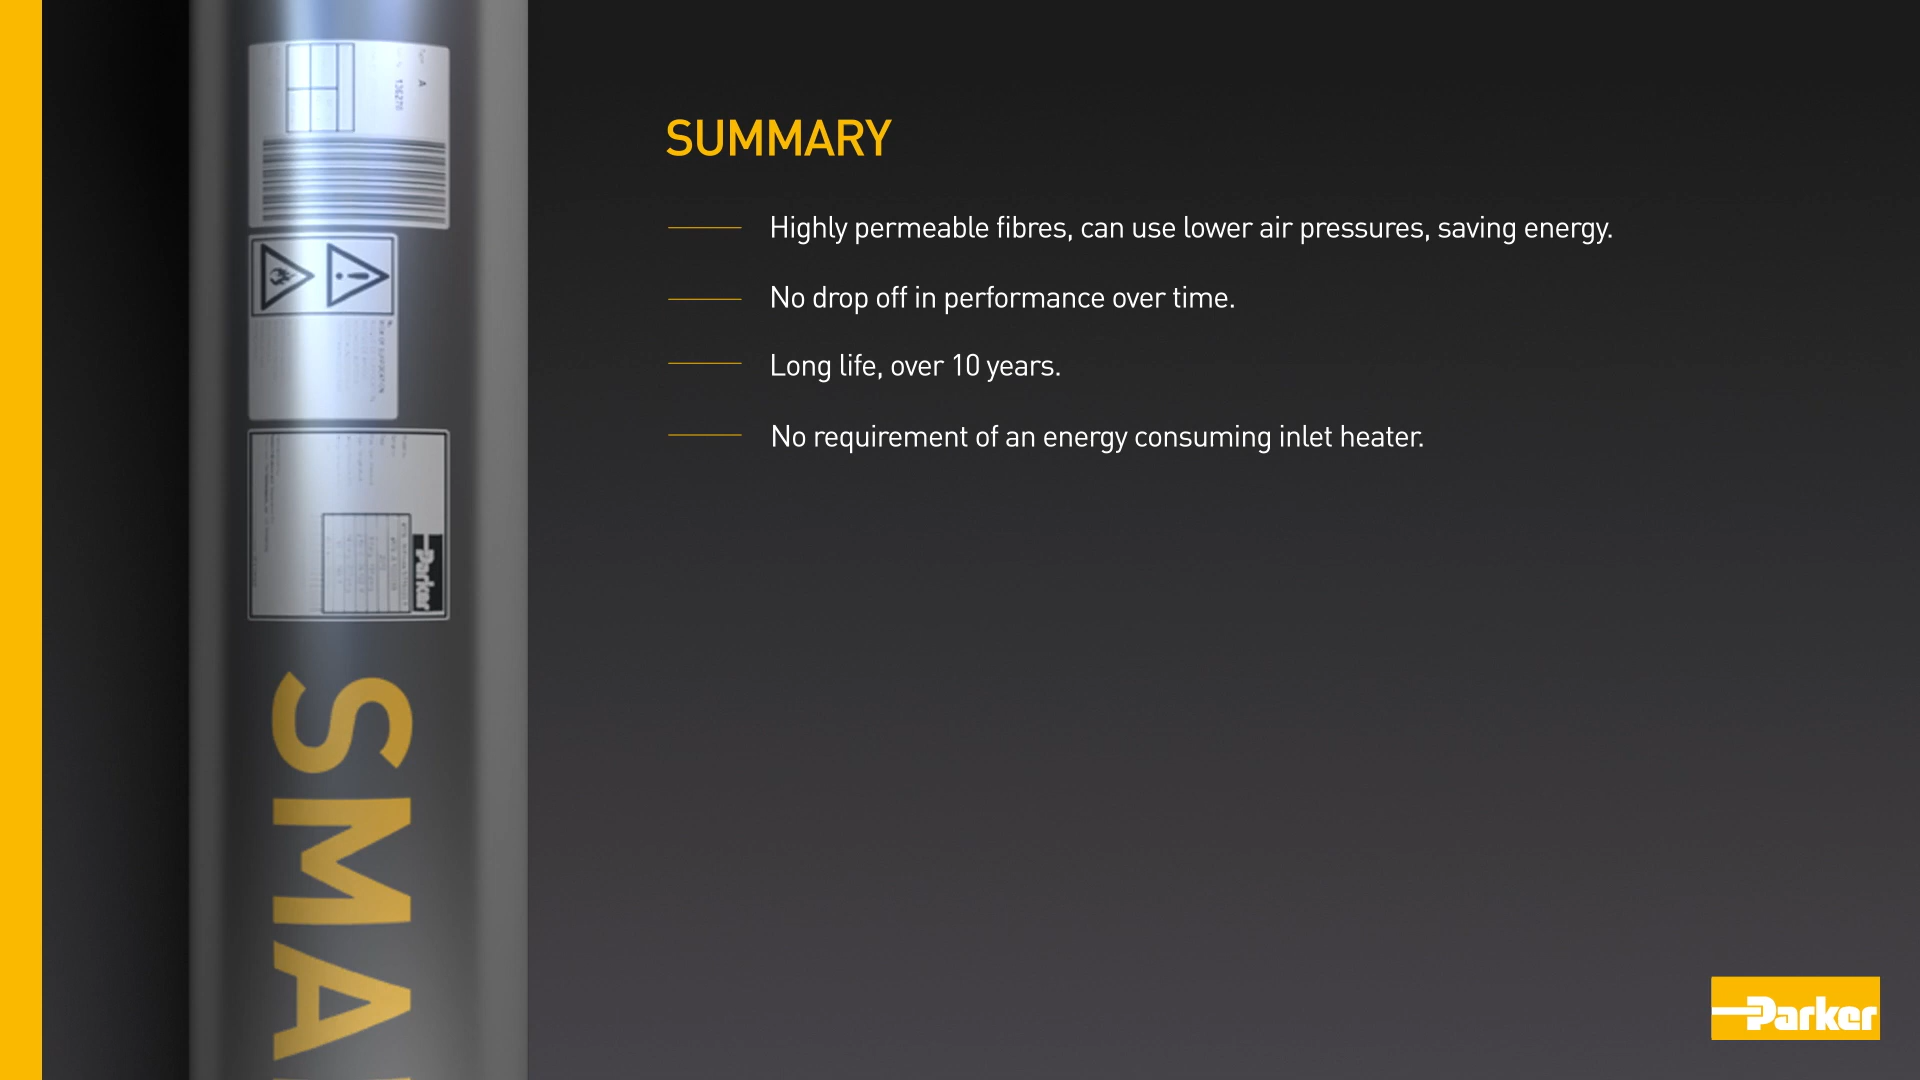 A
136270
Parker
SMA
SUMMARY
Highly permeable fibres, can use lower air pressures, saving energy.
No drop off in performance over time.
Long life, over 10 years.
No requirement of an energy consuming inlet heater.
Parker